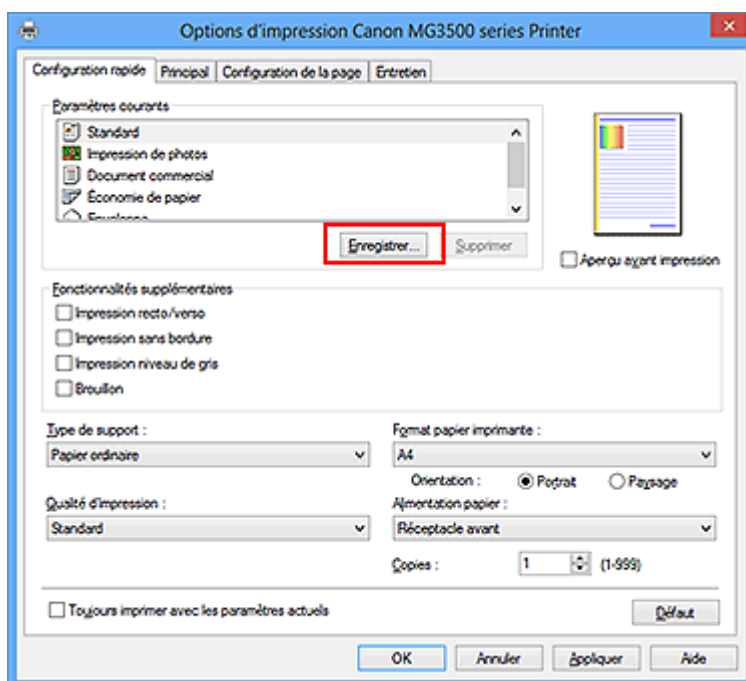 Options d'impression Canon MG3500 series Printer
Configuration rapide Principal Configuration de la page Entretien
Paramètres courants
Standard
Impression de photos
Document commercial
Économie de papier
Enveloppe
Enregistrer... Supprimer
Aperçu avant impression
Fonctionnalités supplémentaires
Impression recto/verso
Impression sans bordure
Impression niveau de gris
Brouillon
Type de support : Format papier imprimante :
Papier ordinaire A4
Orientation : Portrait Paysage
Qualité d'impression : Alimentation papier :
Standard Réceptacle avant
Copies : 1 (1-999)
Toujours imprimer avec les paramètres actuels Défaut
OK Annuler Appliquer Aide